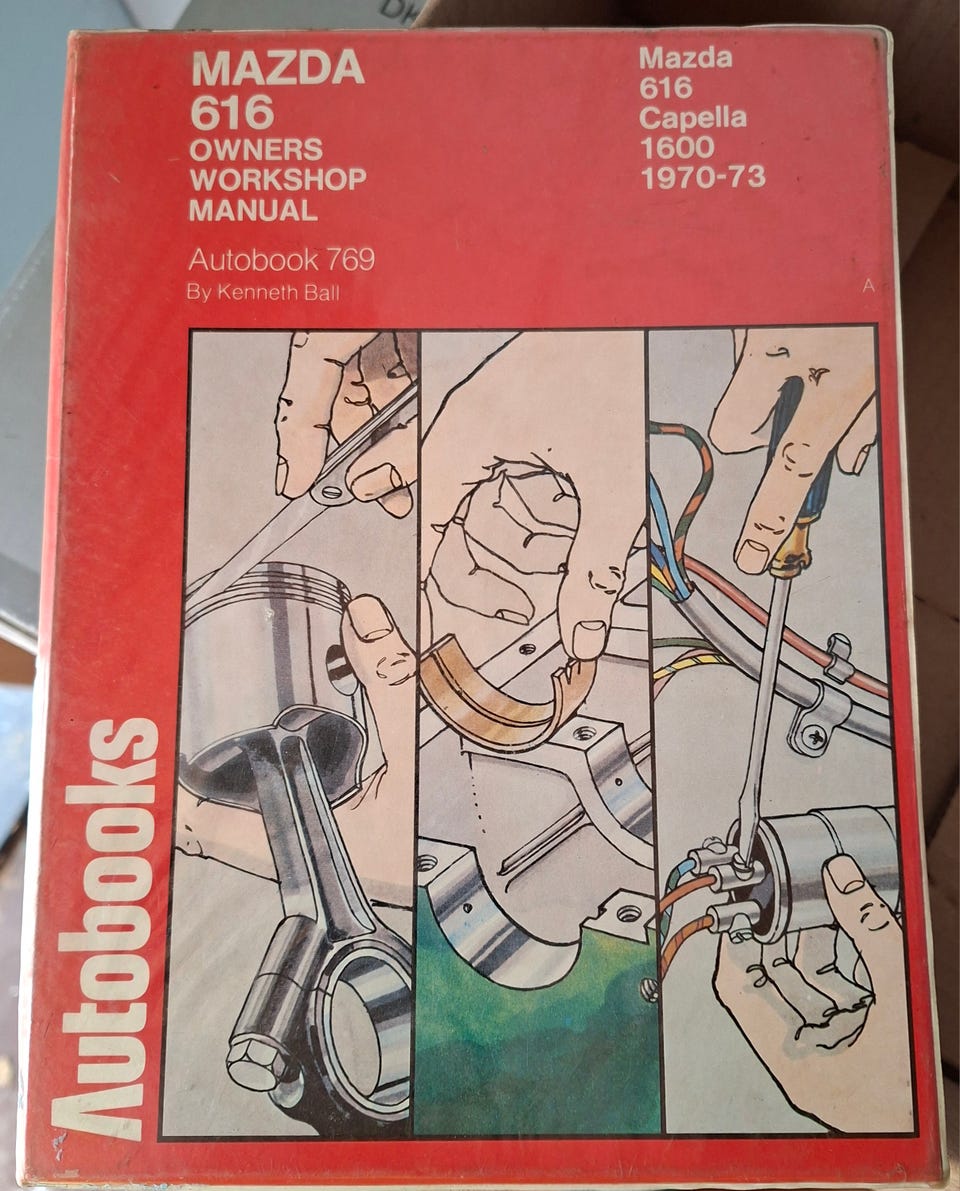 MAZDA
616
OWNERS
WORKSHOP
MANUAL
Autobook 769
By Kenneth Ball
Mazda
616
Capella
1600
1970-73
A
Autobooks